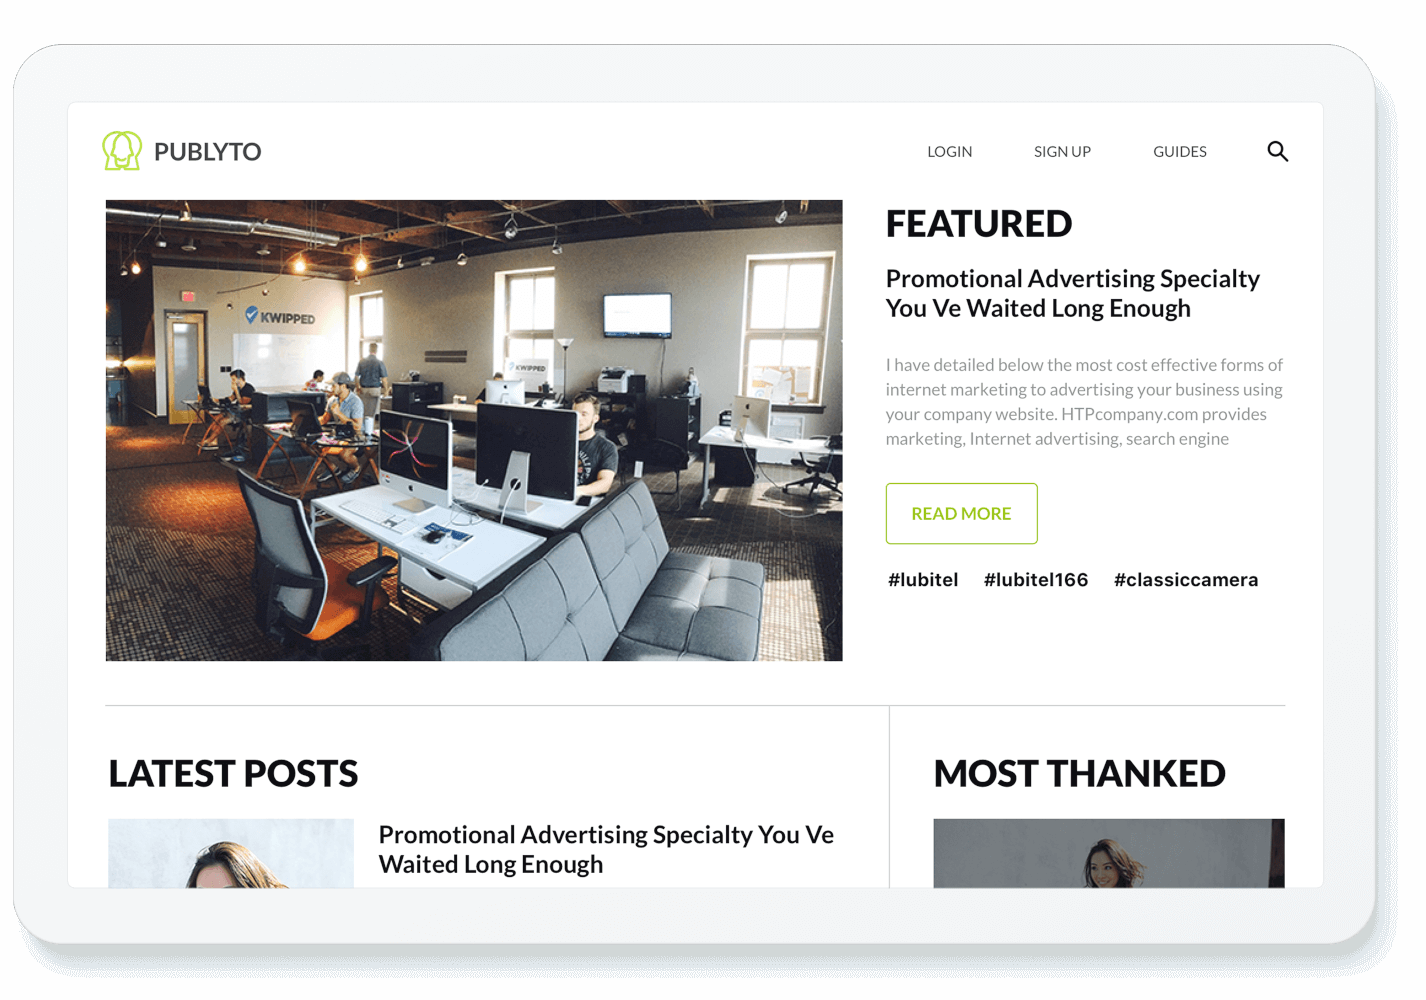 PUBLYTO
LOGIN
SIGN UP
GUIDES
KWIPPED
KWIPPED
FEATURED
Promotional Advertising Specialty
You Ve Waited Long Enough
I have detailed below the most cost effective forms of
internet marketing to advertising your business using
your company website. HTPcompany.com provides
marketing, Internet advertising, search engine
READ MORE
#lubitel #lubitel166 #classiccamera
LATEST POSTS
Promotional Advertising Specialty You Ve
Waited Long Enough
MOST THANKED